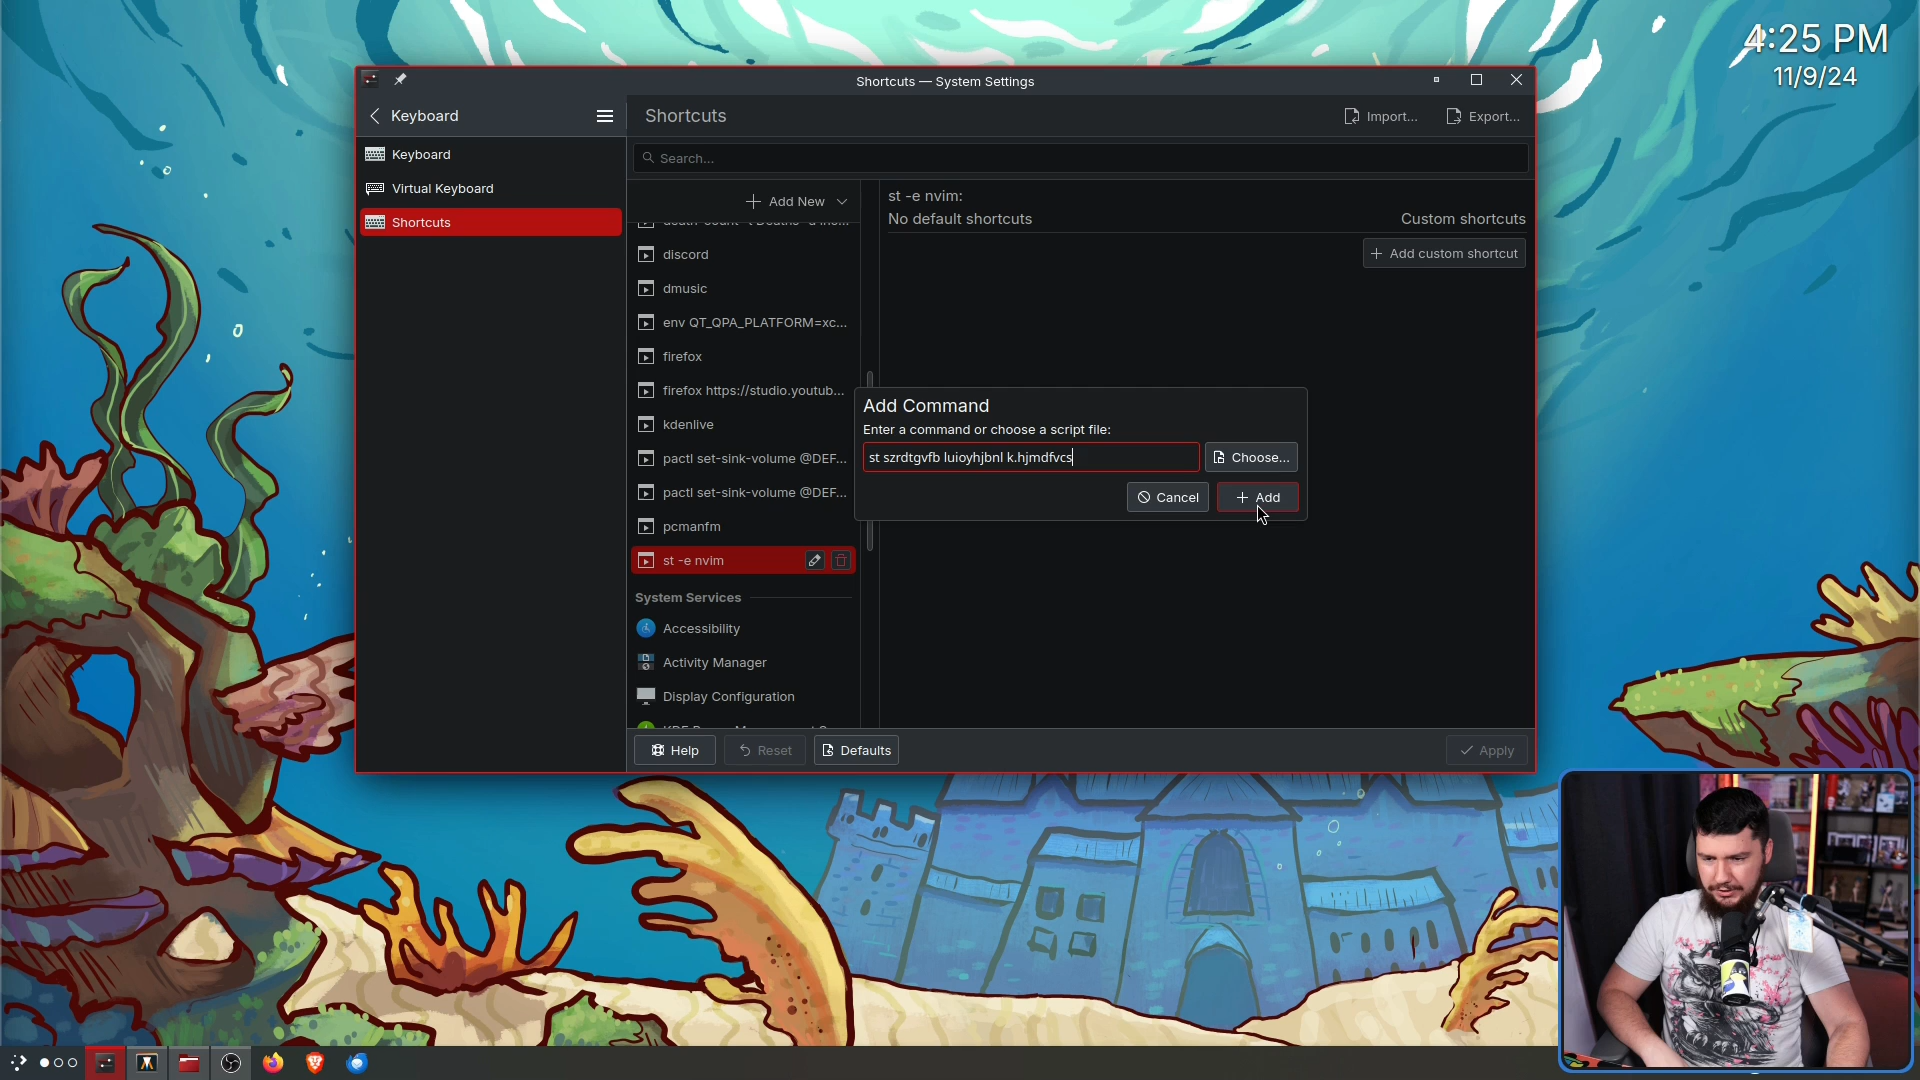 4:25 PM
11/9/24
Shortcuts — System Settings
Keyboard
Shortcuts
Import...
Export...
Keyboard
Virtual Keyboard
Shortcuts
Search...
Add New
st -e nvim:
No default shortcuts
Custom shortcuts
Add custom shortcut
discord
dmusic
env QT_QPA_PLATFORM=xc...
firefox
firefox https://studio.youtub...
kdenlive
pactl set-sink-volume @DEF...
pactl set-sink-volume @DEF...
pcmanfm
st -e nvim
System Services
Accessibility
Activity Manager
Display Configuration
Add Command
Enter a command or choose a script file:
st szrdtgvfb luioyhjbnl k.hjmdfvcs
Choose...
Cancel
Add
Help
Reset
Defaults
Apply